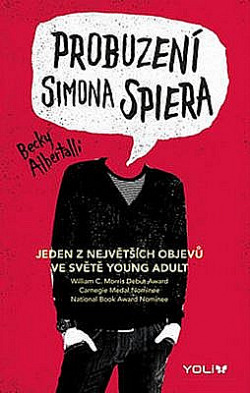 PROBUZENÍ
SIMONA SPIERA
Becky
Albertalli
JEDEN Z NEJVĚTŠÍCH OBJEVŮ
VE SVĚTĚ YOUNG ADULT
William C. Morris Debut Award
Carnegie Medal Nominee
National Book Award Nominee
YOLI